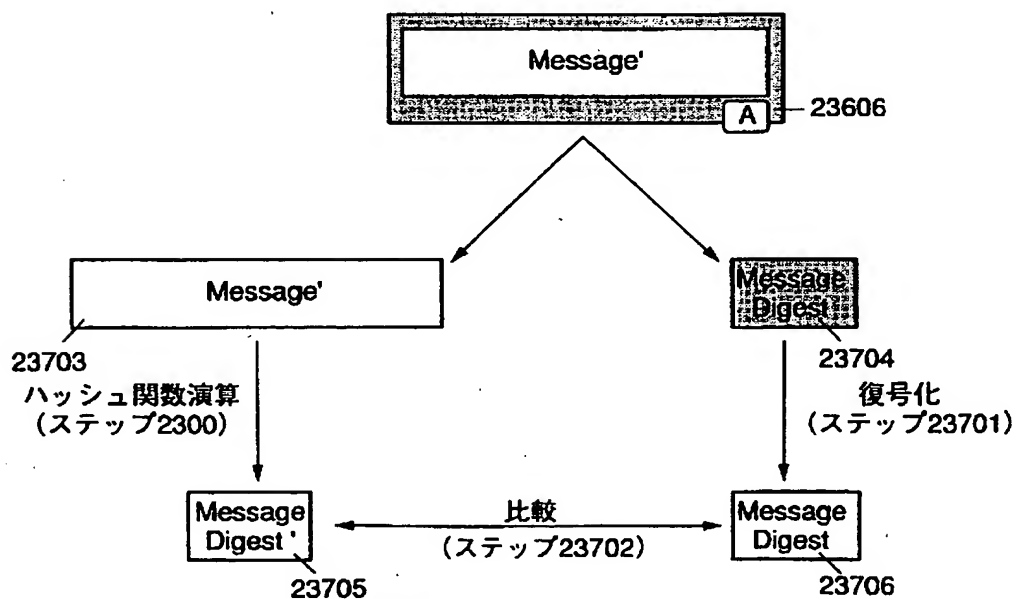 Message'
A
23606
Message'
Message
Digest
23703
23704
ハッシュ関数演算
(ステップ2300)
復号化
(ステップ23701)
Message
Digest '
比較
(ステップ23702)
Message
Digest
23705
23706